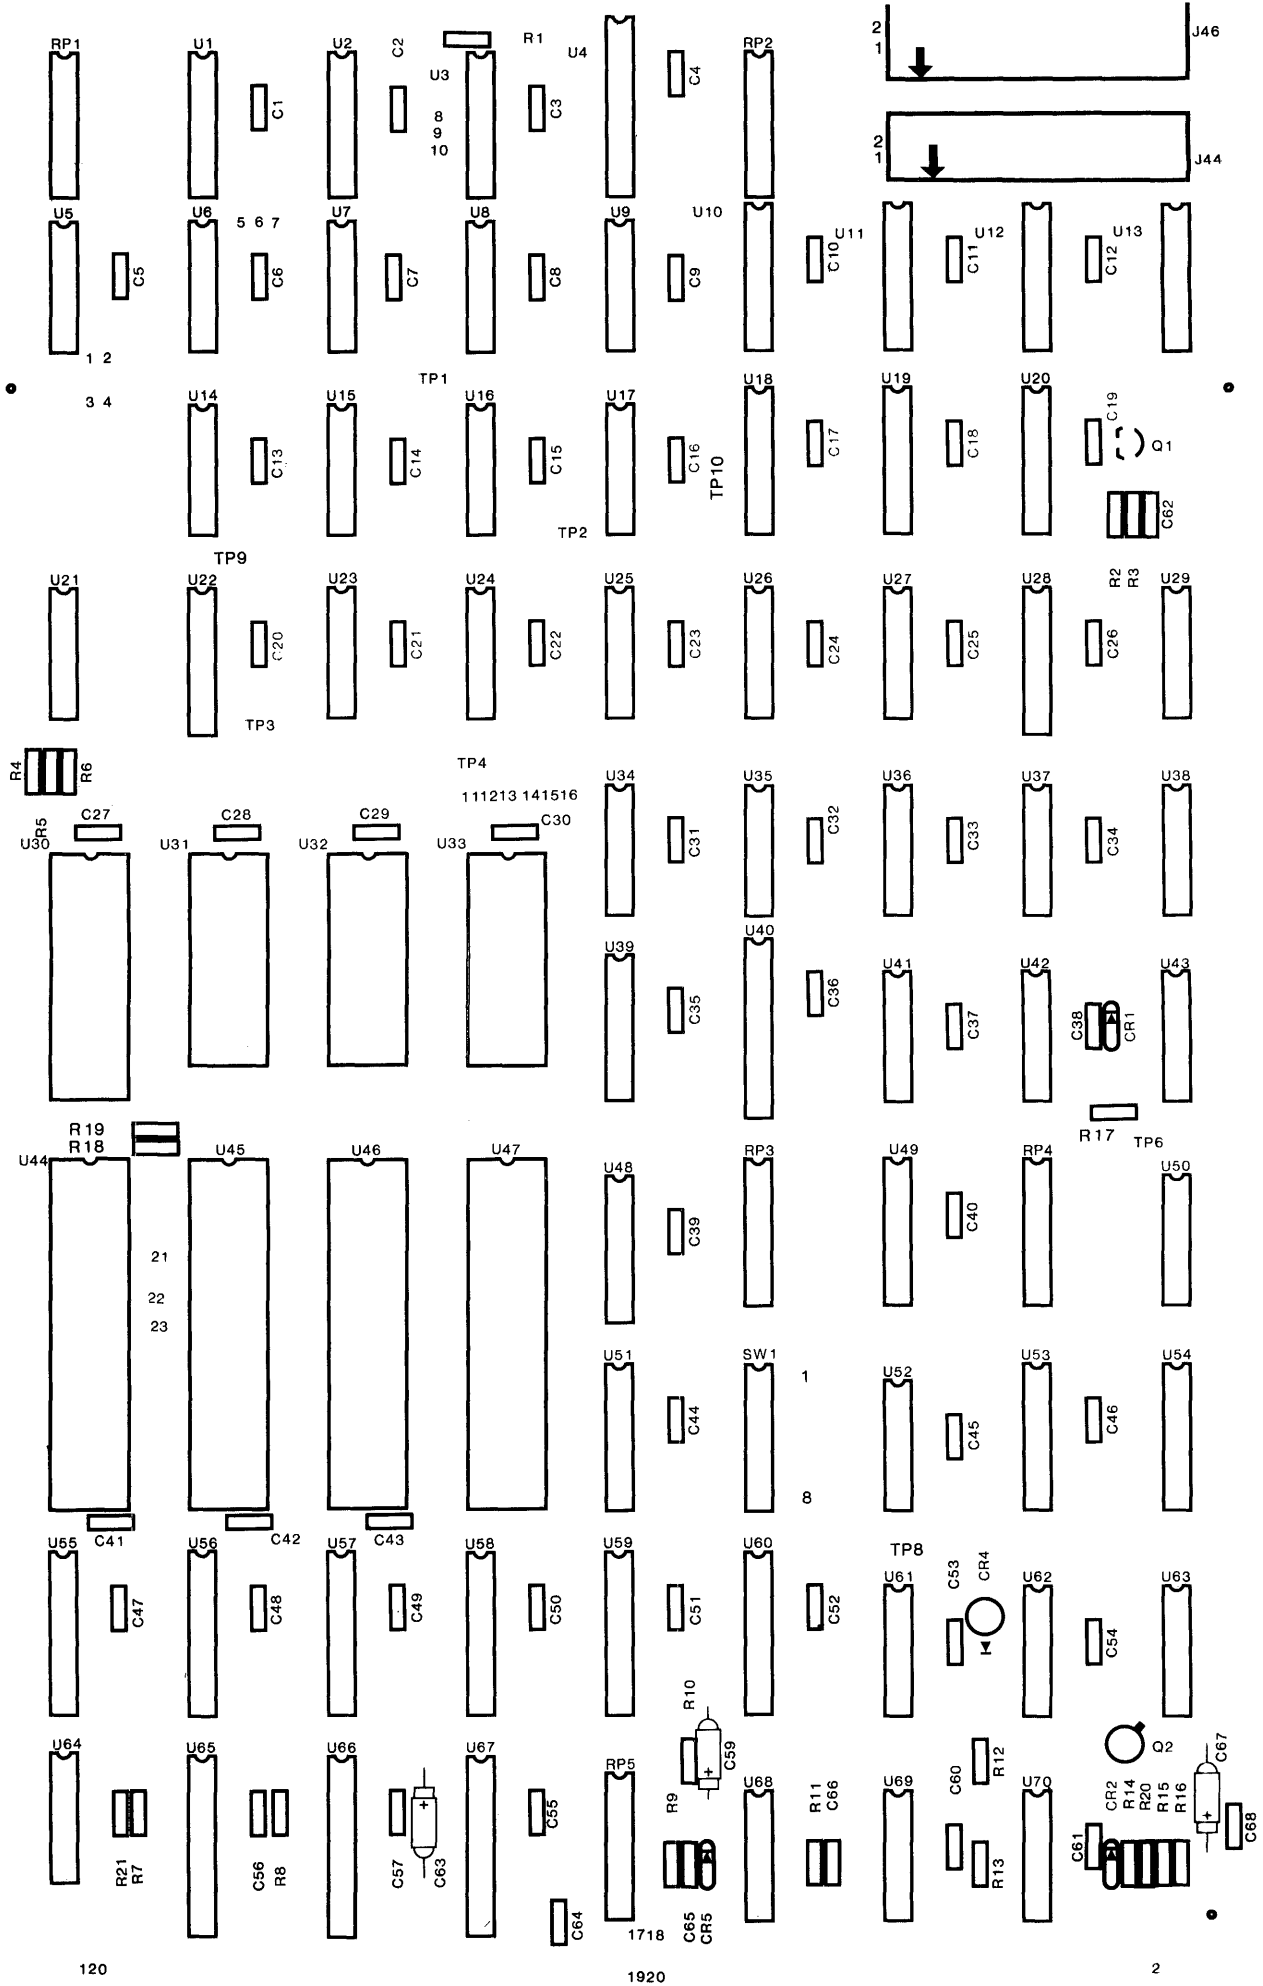 RP1 U1 U2 C2 R1 U4 RP2 2 J46
1
U3 C1 C3 C4
8
9
10
2 J44
1
U5 U6 5 6 7 U7 U8 U9 U10 U11 U12 U13
C5 C6 C7 C8 C9 C10 C11 C12
1 2
3 4
TP1
U14 U15 U16 U17 U18 U19 U20 C19 Q1
C13 C14 C15 C16 TP10 C17 C18
C62
TP2
TP9
R2 R3
U21 U22 U23 U24 U25 U26 U27 U28 U29
C20 C21 C22 C23 C24 C25 C26
TP3
R4 R6 TP4
111213 141516
R5 C27 C28 C29 C30
U34 U35 U36 U37 U38
C31 C32 C33 C34
U30 U31 U32 U33
U39 U40 U41 U42 U43
C35 C36 C37 C38 CR1
R17 TP6
R19
R18
U44 U45 U46 U47 U48 RP3 U49 RP4 U50
C39 C40
21
22
23
U51 SW1 1 U52 U53 U54
C44 C45 C46
8
C41 C42 C43
U55 U56 U57 U58 U59 U60 TP8 U61 C53 CR4 U62 U63
C47 C48 C49 C50 C51 C52 C54
R10
C59 R12 Q2 C67
U64 U65 U66 U67 RP5 U68 U69 U70
R9 R11 C66 C60 CR2 R14 R20 R15 R16
+ + +
C55 C61 C68
R21 R7 C56 R8 C57 C63 R13
C64 C65 CR5
1718
120 1920 2